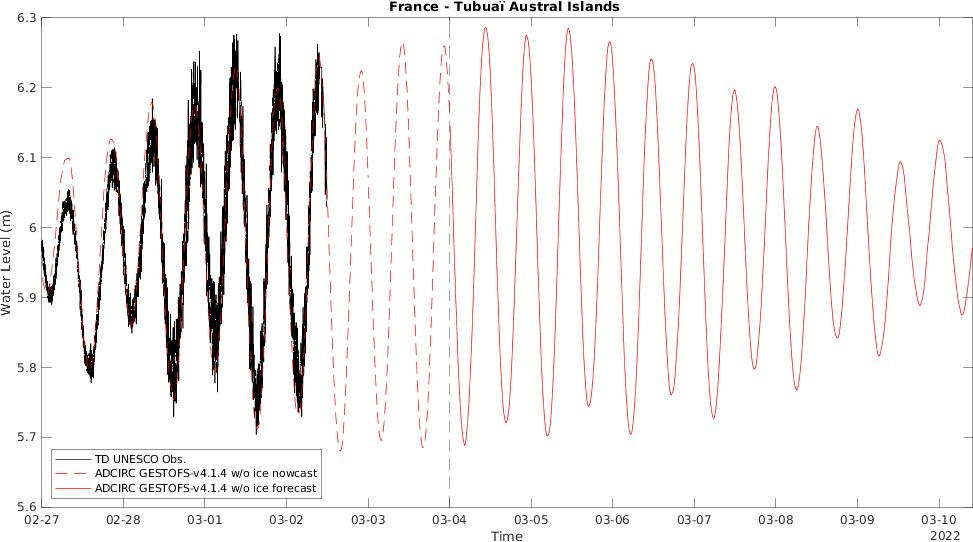 France - Tubuaï Austral Islands
Water Level (m)
6.3
6.2
6.1
6
5.9
5.8
5.7
5.6
TD UNESCO Obs.
ADCIRC GESTOFS-v4.1.4 w/o ice nowcast
ADCIRC GESTOFS-v4.1.4 w/o ice forecast
02-27 02-28 03-01 03-02 03-03 03-04 03-05 03-06 03-07 03-08 03-09 03-10
2022
Time